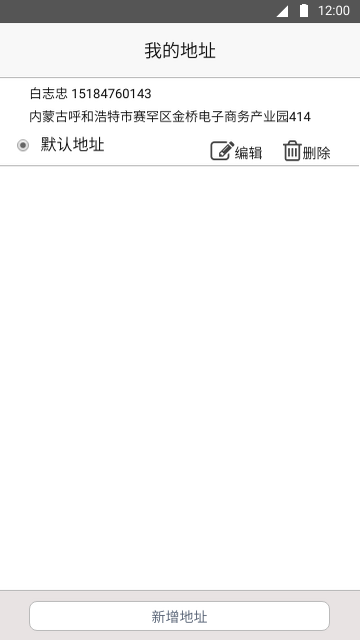 12:00
我的地址
白志忠 15184760143
内蒙古呼和浩特市赛罕区金桥电子商务产业园414
默认地址 编辑 删除
新增地址